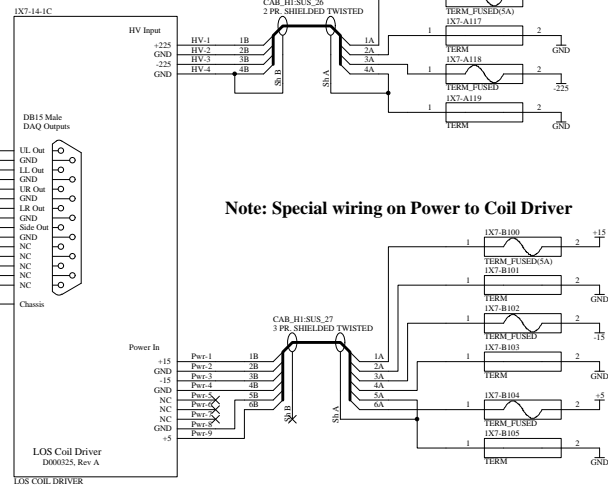 1X7-14-1C
HV Input
+225
GND
-225
GND
HV-1
HV-2
HV-3
HV-4
1B
2B
3B
4B
CAB_H1:SUS_26
2 PR. SHIELDED TWISTED
Sh B
Sh A
1A
2A
3A
4A
TERM_FUSED(5A)
1X7-A117
1
2
TERM
GND
1X7-A118
1
2
TERM_FUSED
-225
1X7-A119
1
2
TERM
GND
DB15 Male
DAQ Outputs
UL Out
GND
LL Out
GND
UR Out
GND
LR Out
GND
Side Out
GND
NC
NC
NC
NC
NC
Chassis
Note: Special wiring on Power to Coil Driver
Power In
+15
GND
-15
GND
NC
NC
NC
GND
+5
Pwr-1
Pwr-2
Pwr-3
Pwr-4
Pwr-5
Pwr-6
Pwr-7
Pwr-8
Pwr-9
1B
2B
3B
4B
5B
6B
CAB_H1:SUS_27
3 PR. SHIELDED TWISTED
Sh B
Sh A
1A
2A
3A
4A
5A
6A
1X7-B100
1
2
+15
TERM_FUSED(5A)
1X7-B101
1
2
TERM
GND
1X7-B102
1
2
TERM_FUSED
-15
1X7-B103
1
2
TERM
GND
1X7-B104
1
2
+5
TERM_FUSED
1X7-B105
1
2
TERM
GND
LOS Coil Driver
D000325, Rev A
LOS COIL DRIVER